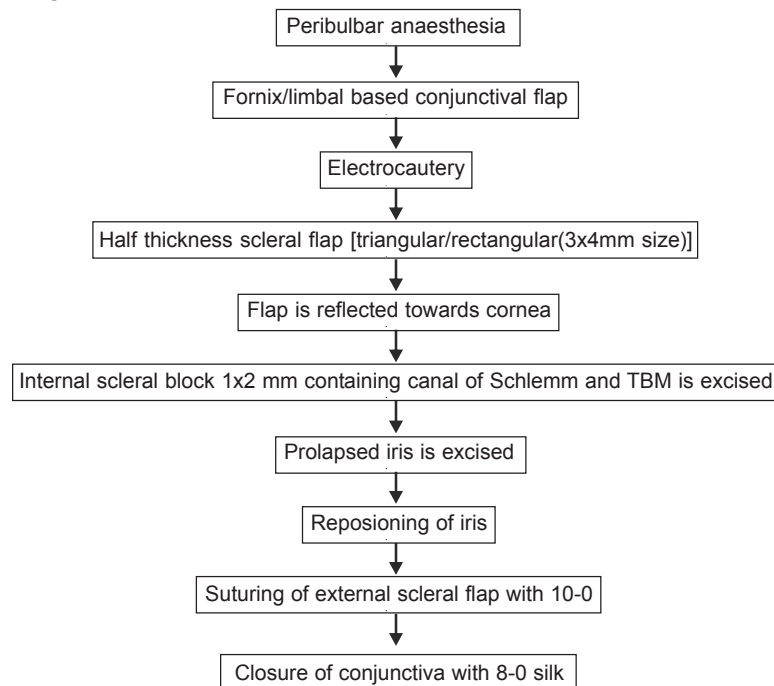 Peribulbar anaesthesia
Fornix/limbal based conjunctival flap
Electrocautery
Half thickness scleral flap [triangular/rectangular(3x4mm size)]
Flap is reflected towards cornea
Internal scleral block 1x2 mm containing canal of Schlemm and TBM is excised
Prolapsed iris is excised
Reposioning of iris
Suturing of external scleral flap with 10-0
Closure of conjunctiva with 8-0 silk